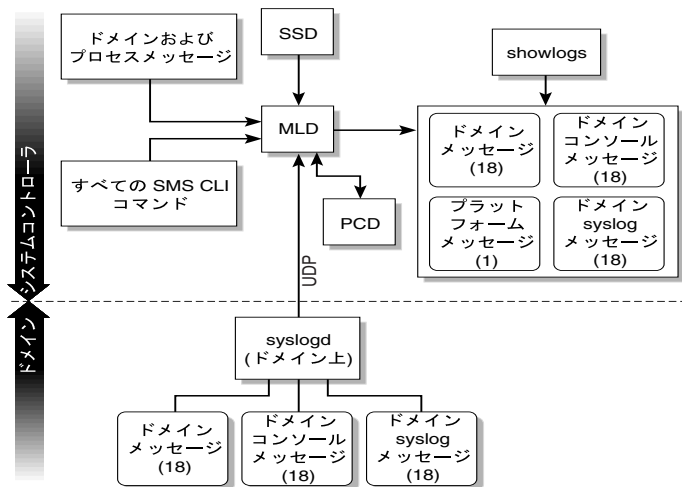 ドメインおよび
プロセスメッセージ
SSD
showlogs
MLD
すべての SMS CLI
コマンド
PCD
ドメイン
メッセージ
(18)
ドメイン
コンソール
メッセージ
(18)
プラット
フォーム
メッセージ
(1)
ドメイン
syslog
メッセージ
(18)
システムコントローラ
UDP
ドメイン
syslogd
(ドメイン上)
ドメイン
メッセージ
(18)
ドメイン
コンソール
メッセージ
(18)
ドメイン
syslog
メッセージ
(18)